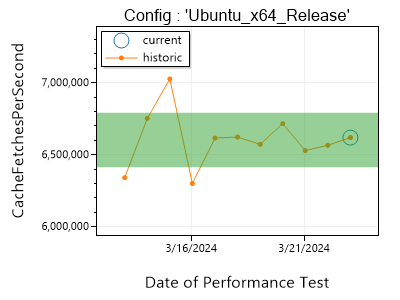 Config : 'Ubuntu_x64_Release'
current
historic
CacheFetchesPerSecond
7,000,000
6,500,000
6,000,000
3/16/2024
3/21/2024
Date of Performance Test